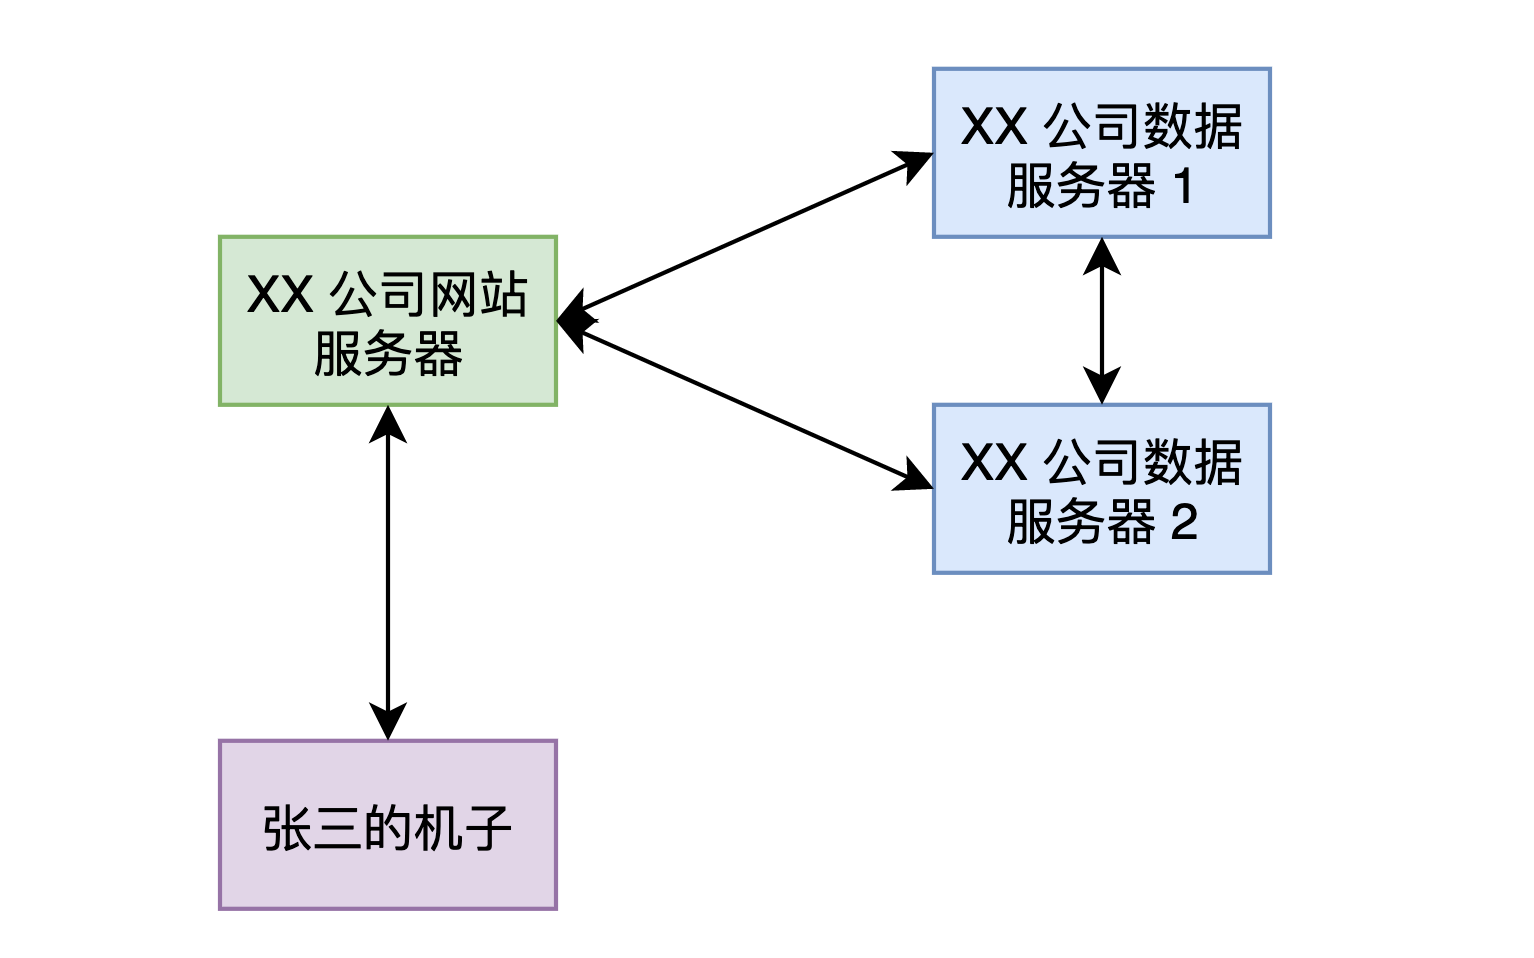 XX 公司数据
服务器 1
XX 公司网站
服务器
XX 公司数据
服务器 2
张三的机子